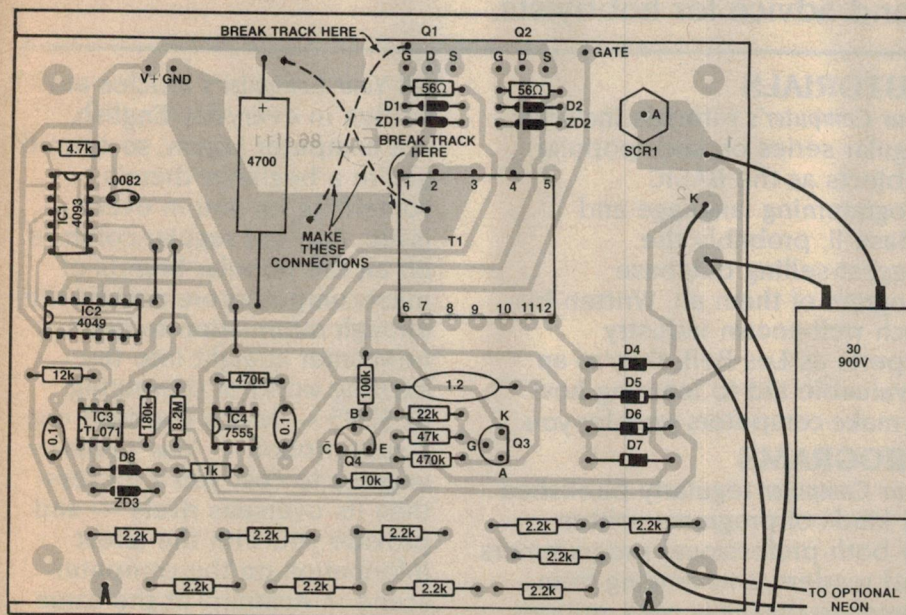 BREAK TRACK HERE
Q1
Q2
G D S
G D S
GATE
V+ GND
56Ω
56Ω
D1
D2
ZD1
ZD2
A
SCR1
+
4700
BREAK TRACK
HERE
4.7k
.0082
IC1
4093
1 2 3 4 5
T1
K
MAKE
THESE
CONNECTIONS
6 7 8 9 10 11 12
IC2
4049
30
900V
D4
D5
D6
D7
12k
470k
100k
1.2
0.1
IC3
TL071
180k
8.2M
IC4
7555
0.1
B
C
E
Q4
22k
47k
470k
K
G
Q3
A
D8
1k
10k
ZD3
2.2k
2.2k
2.2k
2.2k
2.2k
2.2k
2.2k
2.2k
2.2k
2.2k
TO OPTIONAL
NEON